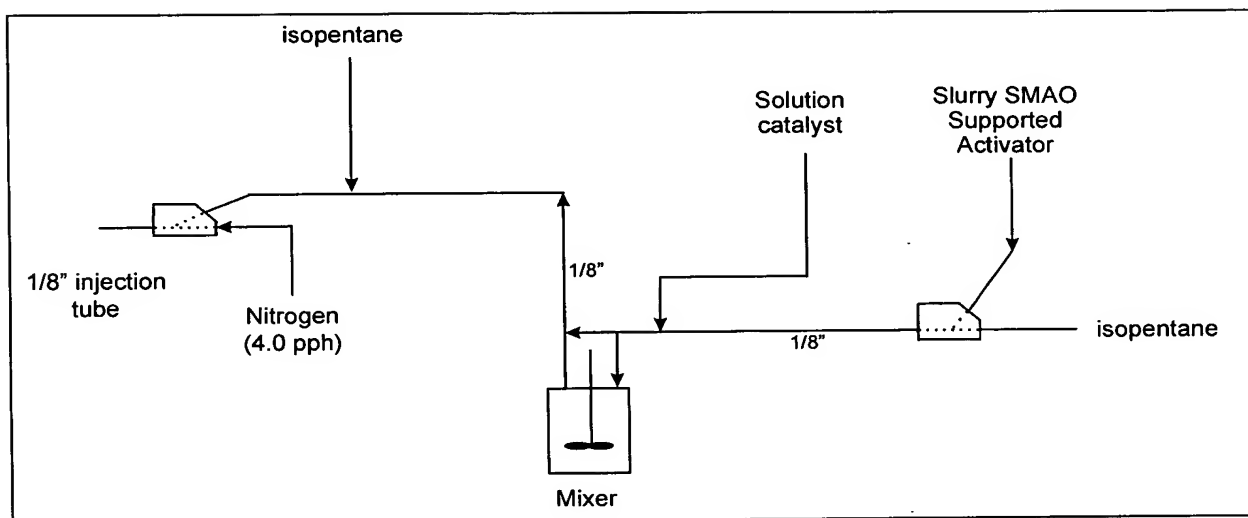 isopentane
Solution
catalyst
Slurry SMAO
Supported
Activator
1/8" injection
tube
Nitrogen
(4.0 pph)
1/8"
1/8"
isopentane
Mixer